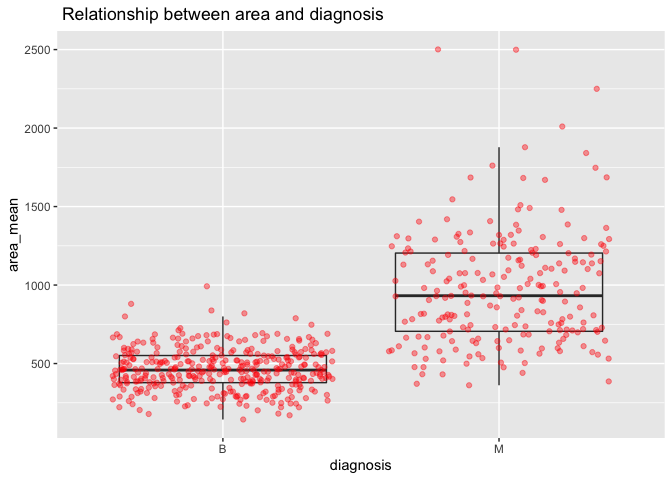 Relationship between area and diagnosis
2500
2000
1500
1000
500
area_mean
B M
diagnosis